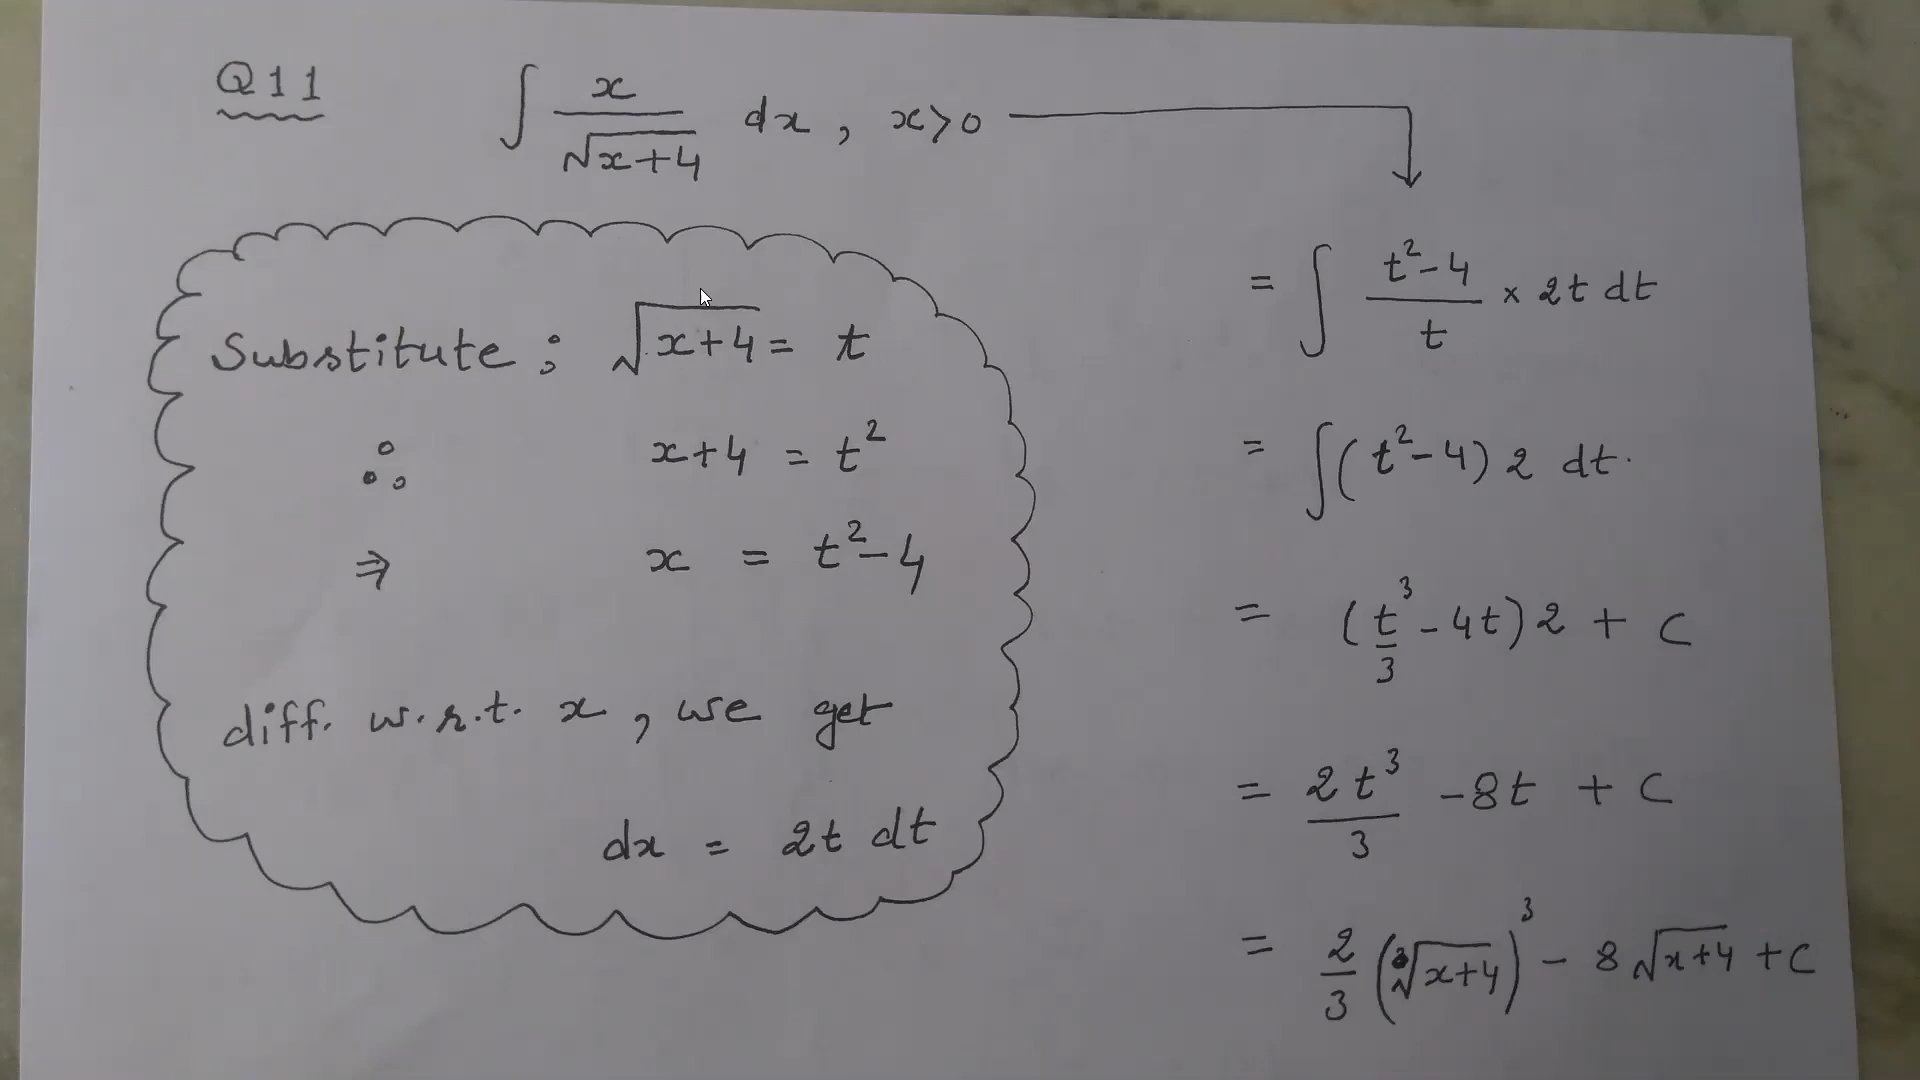 Q11 ∫ x/√(x+4) dx, x>0
Substitute : √(x+4) = t
∴ x+4 = t²
⇒ x = t²-4
diff. w.r.t. x, we get
dx = 2t dt
= ∫ (t²-4)/t × 2t dt
= ∫(t²-4) 2 dt.
= (t³/3 - 4t) 2 + C
= 2t³/3 - 8t + C
= 2/3 (√(x+4))³ - 8√(x+4) + C